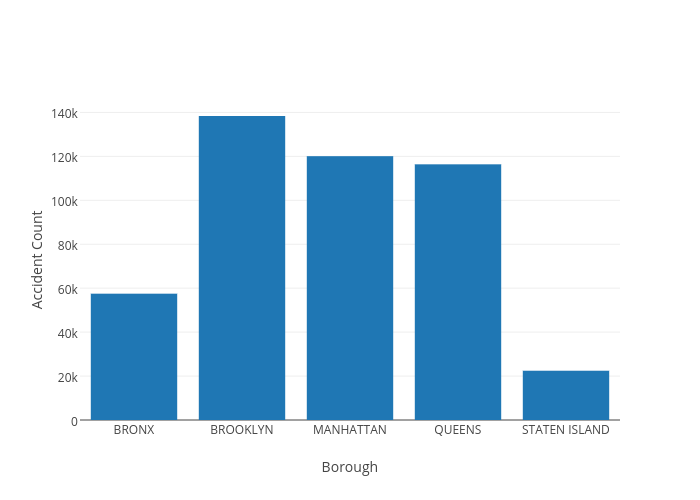 140k
120k
100k
80k
60k
40k
20k
0
Accident Count
BRONX BROOKLYN MANHATTAN QUEENS STATEN ISLAND
Borough